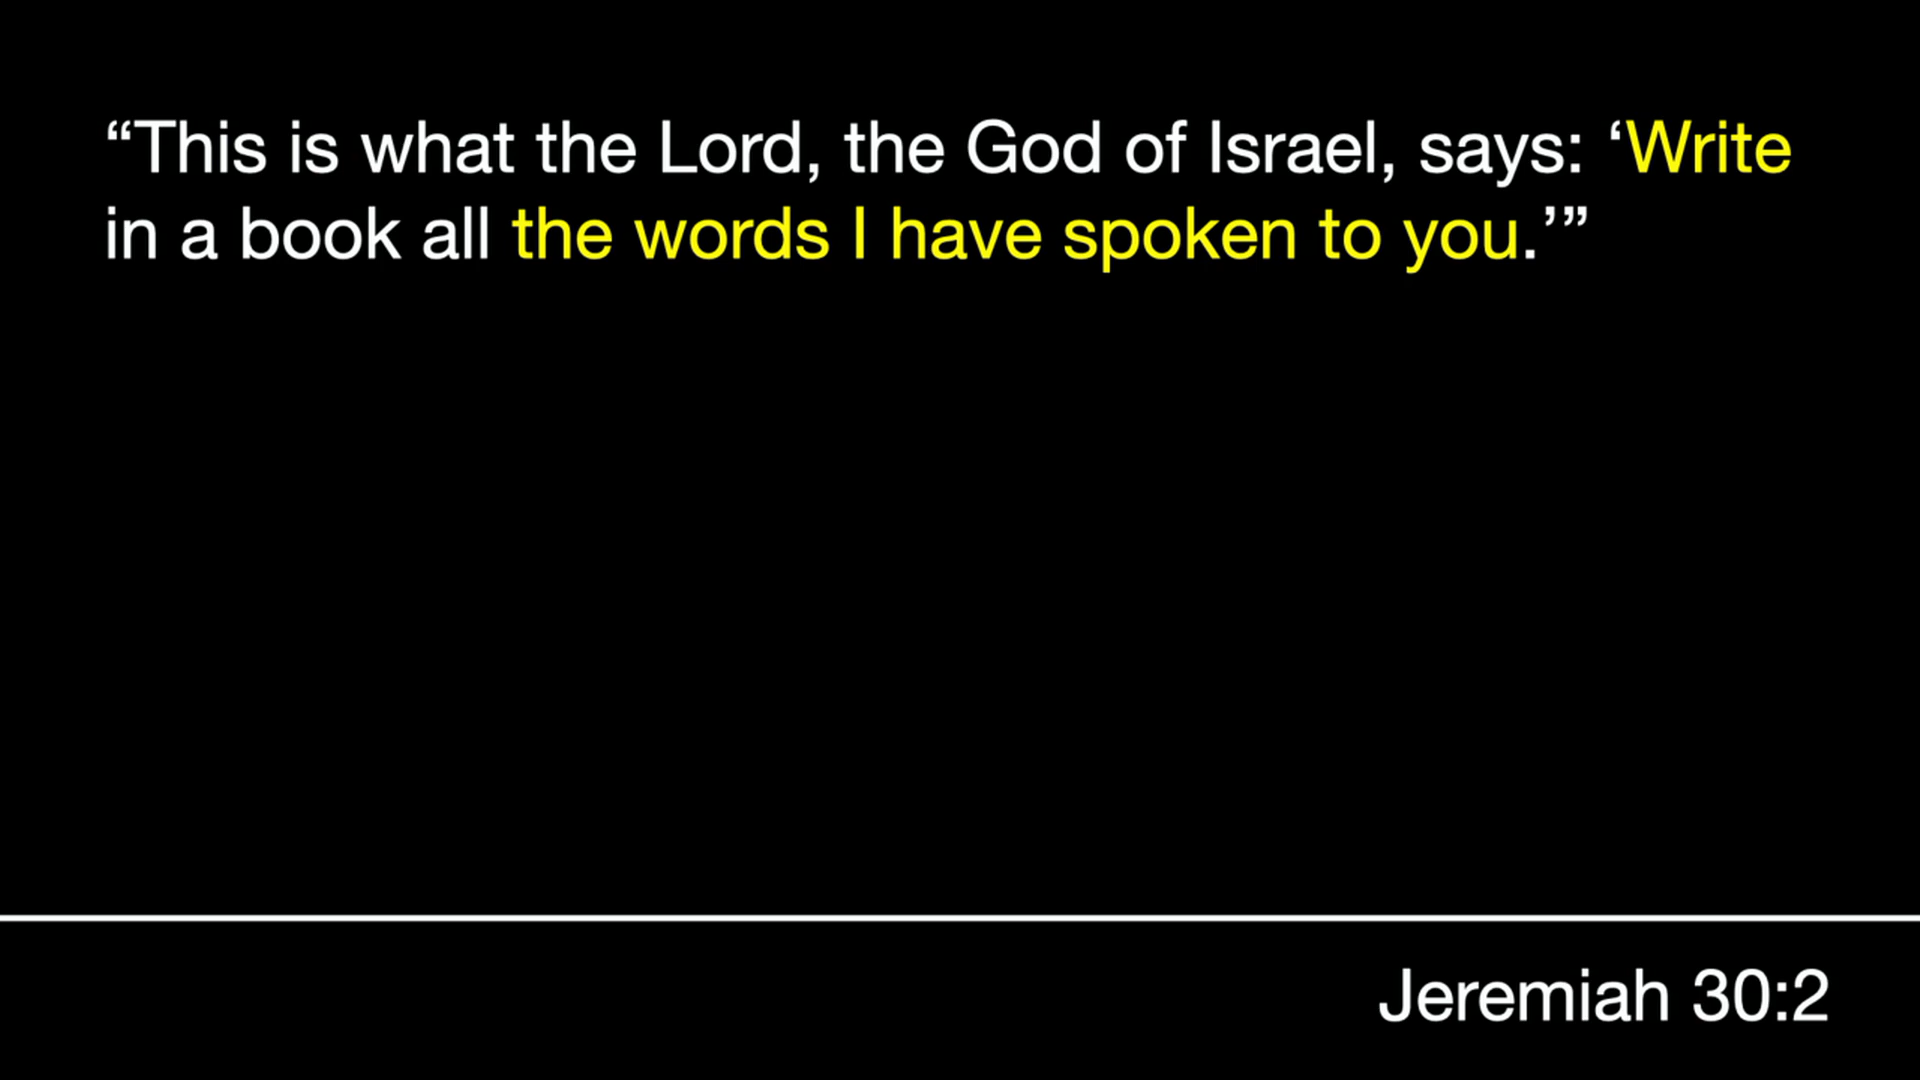 “This is what the Lord, the God of Israel, says: ‘Write
in a book all the words I have spoken to you.’”
Jeremiah 30:2